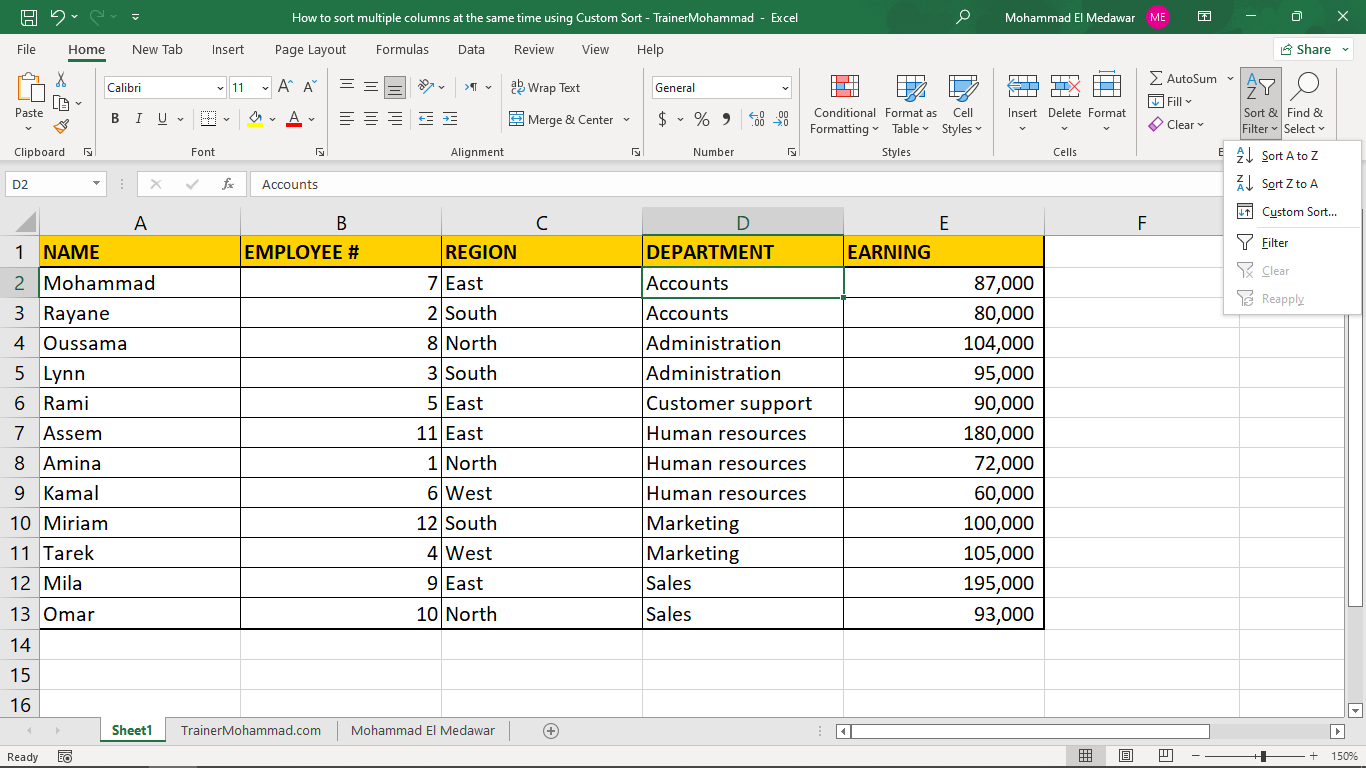 How to sort multiple columns at the same time using Custom Sort - TrainerMohammad - Excel
Mohammad El Medawar ME
File Home New Tab Insert Page Layout Formulas Data Review View Help
Share
Paste
Clipboard
Calibri 11
B I U
Font
Wrap Text
Merge & Center
Alignment
General
$ % ,
Number
Conditional Formatting
Format as Table
Cell Styles
Styles
Insert Delete Format
Cells
AutoSum
Fill
Clear
Sort & Filter
Find & Select
E
Sort A to Z
Sort Z to A
Custom Sort...
Filter
Clear
Reapply
D2 fx Accounts
A B C D E F
1 NAME EMPLOYEE # REGION DEPARTMENT EARNING
2 Mohammad 7 East Accounts 87,000
3 Rayane 2 South Accounts 80,000
4 Oussama 8 North Administration 104,000
5 Lynn 3 South Administration 95,000
6 Rami 5 East Customer support 90,000
7 Assem 11 East Human resources 180,000
8 Amina 1 North Human resources 72,000
9 Kamal 6 West Human resources 60,000
10 Miriam 12 South Marketing 100,000
11 Tarek 4 West Marketing 105,000
12 Mila 9 East Sales 195,000
13 Omar 10 North Sales 93,000
14
15
16
Sheet1 TrainerMohammad.com Mohammad El Medawar
Ready 150%